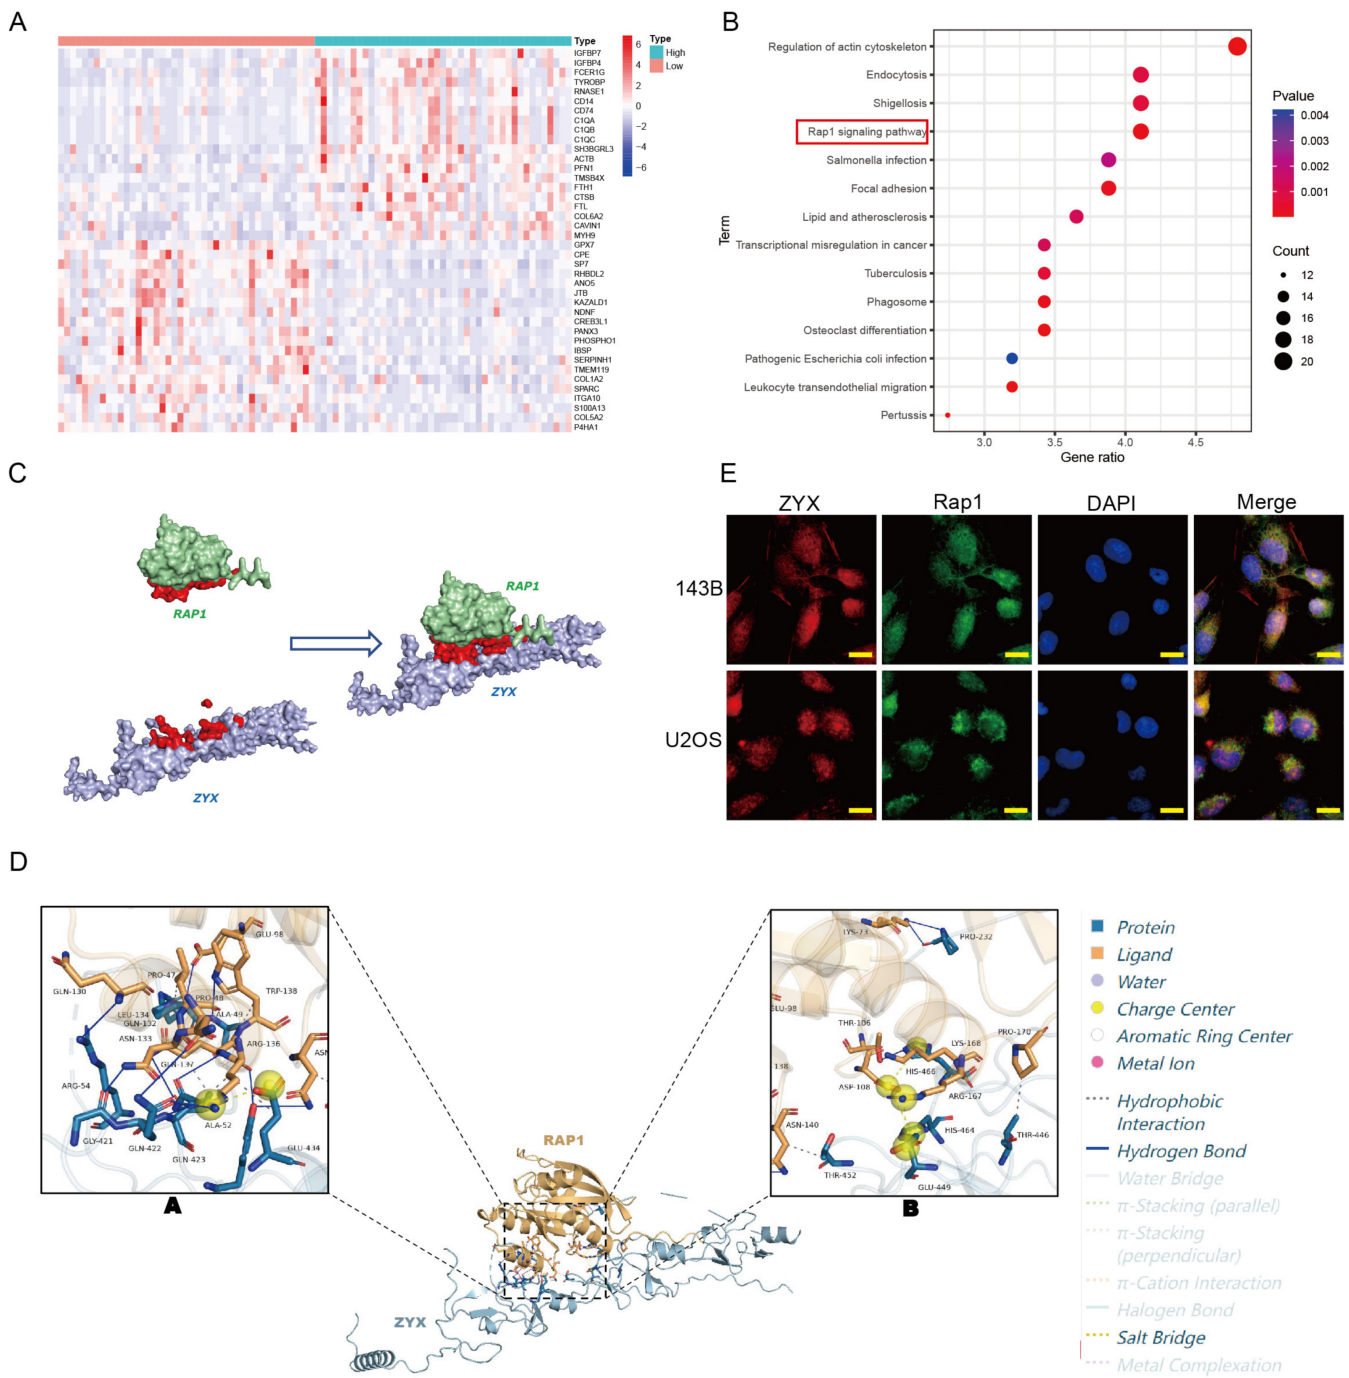 A
Type
IGFBP7
IGFBP4
FCER1G
TYROBP
RNASE1
CD14
CD74
C1QA
C1QB
C1QC
SH3BGRL3
ACTB
PFN1
TMSB4X
FTH1
CTSB
FTL
COL6A2
CAVIN1
MYH9
GPX7
CPE
SP7
RHBDL2
ANO5
JTB
KAZALD1
NDNF
CREB3L1
PANX3
PHOSPHO1
IBSP
SERPINH1
TMEM119
COL1A2
SPARC
ITGA10
S100A13
COL5A2
P4HA1
6
4
2
0
−2
−4
−6
Type
High
Low
B
Term
Regulation of actin cytoskeleton
Endocytosis
Shigellosis
Rap1 signaling pathway
Salmonella infection
Focal adhesion
Lipid and atherosclerosis
Transcriptional misregulation in cancer
Tuberculosis
Phagosome
Osteoclast differentiation
Pathogenic Escherichia coli infection
Leukocyte transendothelial migration
Pertussis
3.0 3.5 4.0 4.5
Gene ratio
Pvalue
0.004
0.003
0.002
0.001
Count
12
14
16
18
20
C
RAP1
ZYX
RAP1
ZYX
E
ZYX Rap1 DAPI Merge
143B
U2OS
D
GLU-98
GLN-130
PRO-47
TRP-138
PRO-48
LEU-134
ALA-49
GLN-132
ASN-133
ARG-136
GLN-137
ASN
ARG-54
ALA-52
GLY-421
GLN-422
GLN-423
GLU-434
A
RAP1
ZYX
LYS-73
PRO-232
GLU-98
THR-106
PRO-170
LYS-168
HIS-466
138
ASP-108
ARG-167
ASN-140
HIS-464
THR-446
THR-452
GLU-449
B
Protein
Ligand
Water
Charge Center
Aromatic Ring Center
Metal Ion
Hydrophobic
Interaction
Hydrogen Bond
Water Bridge
π-Stacking (parallel)
π-Stacking
(perpendicular)
π-Cation Interaction
Halogen Bond
Salt Bridge
Metal Complexation